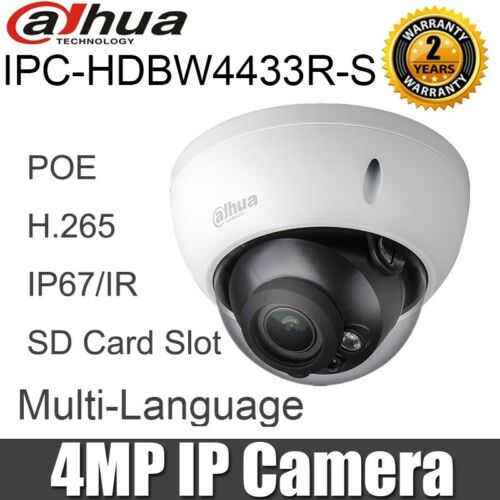 alhua
TECHNOLOGY
IPC-HDBW4433R-S
WARRANTY
2
YEARS
WARRANTY
POE
H.265
IP67/IR
SD Card Slot
Multi-Language
alhua
TECHNOLOGY
4MP IP Camera